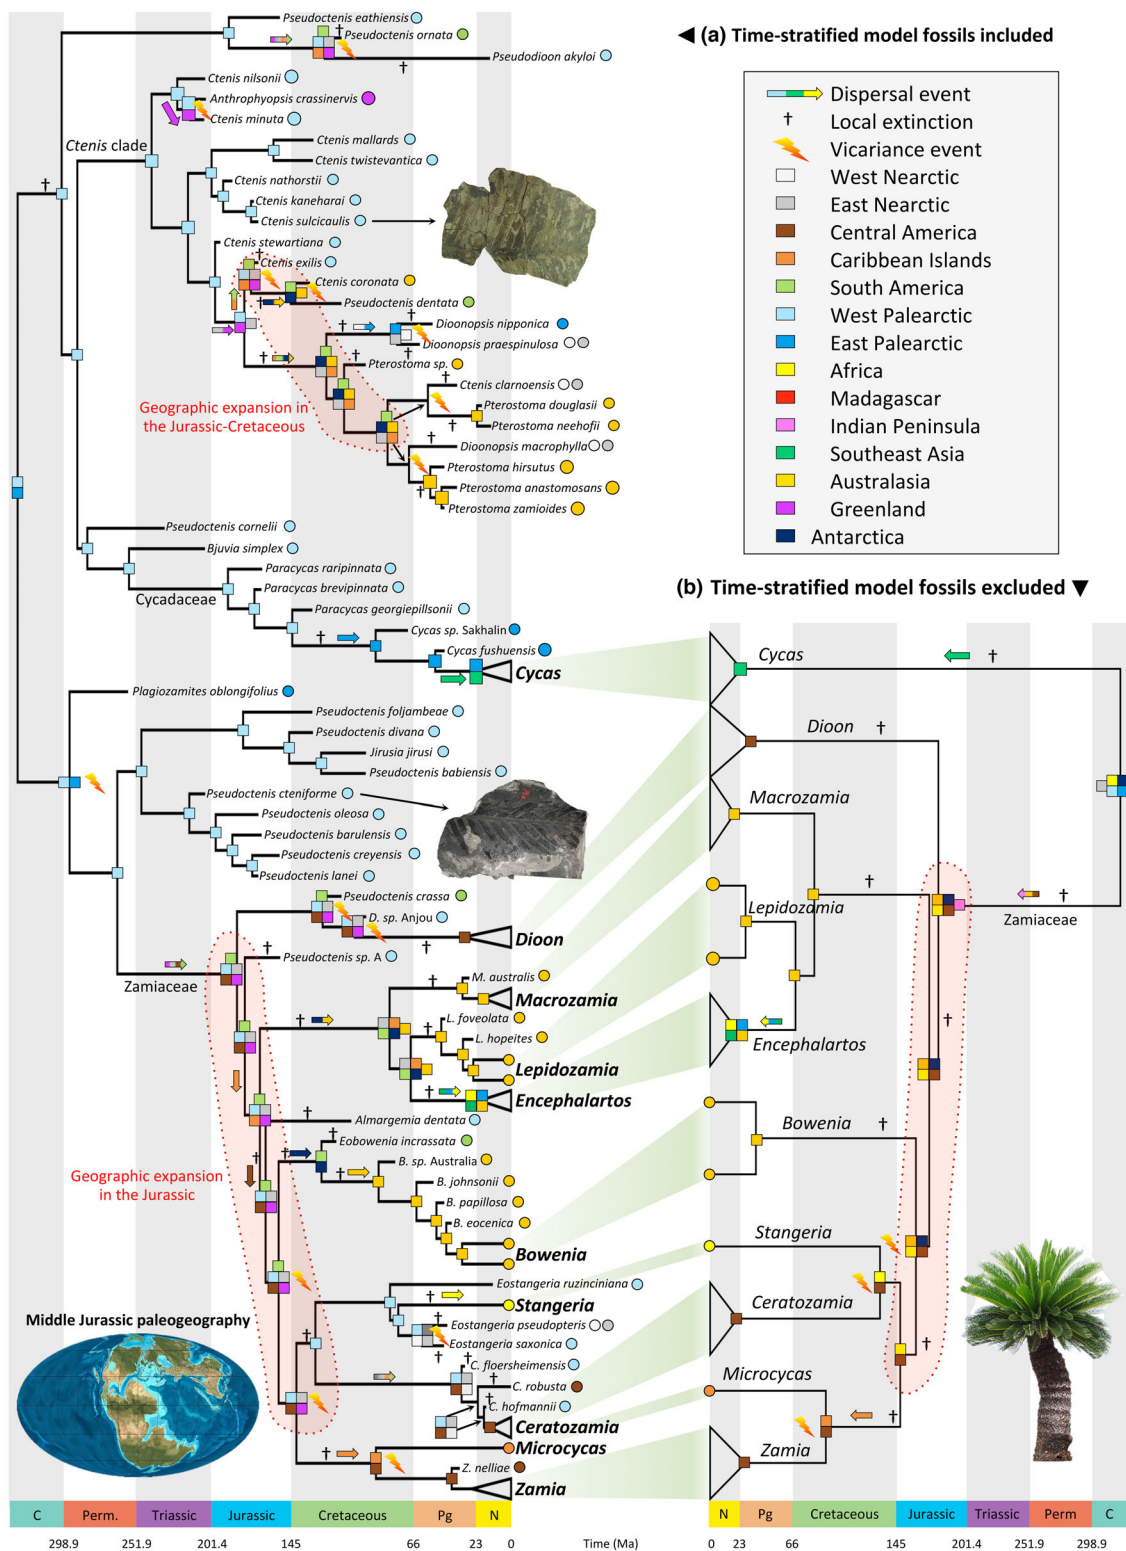 ◀ (a) Time-stratified model fossils included
Dispersal event
† Local extinction
Vicariance event
West Nearctic
East Nearctic
Central America
Caribbean Islands
South America
West Palearctic
East Palearctic
Africa
Madagascar
Indian Peninsula
Southeast Asia
Australasia
Greenland
Antarctica
Pseudoctenis eathiensis
Pseudoctenis ornata
Pseudodioon akyloi
Ctenis nilsonii
Anthrophyopsis crassinervis
Ctenis minuta
Ctenis clade
Ctenis mallards
Ctenis twistevantica
Ctenis nathorstii
Ctenis kaneharai
Ctenis sulcicaulis
Ctenis stewartiana
Ctenis exilis
Ctenis coronata
Pseudoctenis dentata
Dioonopsis nipponica
Dioonopsis praespinulosa
Pterostoma sp.
Ctenis clarnoensis
Geographic expansion in
the Jurassic-Cretaceous
Pterostoma douglasii
Pterostoma neehofii
Dioonopsis macrophylla
Pterostoma hirsutus
Pterostoma anastomosans
Pterostoma zamioides
Pseudoctenis cornelii
Bjuvia simplex
Paracycas raripinnata
Paracycas brevipinnata
Cycadaceae
Paracycas georgiepillsonii
Cycas sp. Sakhalin
Cycas fushuensis
Cycas
Plagiozamites oblongifolius
Pseudoctenis foljambeae
Pseudoctenis divana
Jirusia jirusi
Pseudoctenis babiensis
Pseudoctenis cteniforme
Pseudoctenis oleosa
Pseudoctenis barulensis
Pseudoctenis creyensis
Pseudoctenis lanei
Pseudoctenis crassa
D. sp. Anjou
Dioon
Pseudoctenis sp. A
Zamiaceae
M. australis
Macrozamia
L. foveolata
L. hopeites
Lepidozamia
Encephalartos
Almargemia dentata
Eobowenia incrassata
B. sp. Australia
Geographic expansion
in the Jurassic
B. johnsonii
B. papillosa
B. eocenica
Bowenia
Eostangeria ruzinciniana
Stangeria
Eostangeria pseudopteris
Eostangeria saxonica
Middle Jurassic paleogeography
C. floersheimensis
C. robusta
C. hofmannii
Ceratozamia
Microcycas
Z. nelliae
Zamia
C Perm. Triassic Jurassic Cretaceous Pg N
298.9 251.9 201.4 145 66 23 0 Time (Ma)
(b) Time-stratified model fossils excluded ▼
Cycas
Dioon
Macrozamia
Lepidozamia
Zamiaceae
Encephalartos
Bowenia
Stangeria
Ceratozamia
Microcycas
Zamia
N Pg Cretaceous Jurassic Triassic Perm C
0 23 66 145 201.4 251.9 298.9